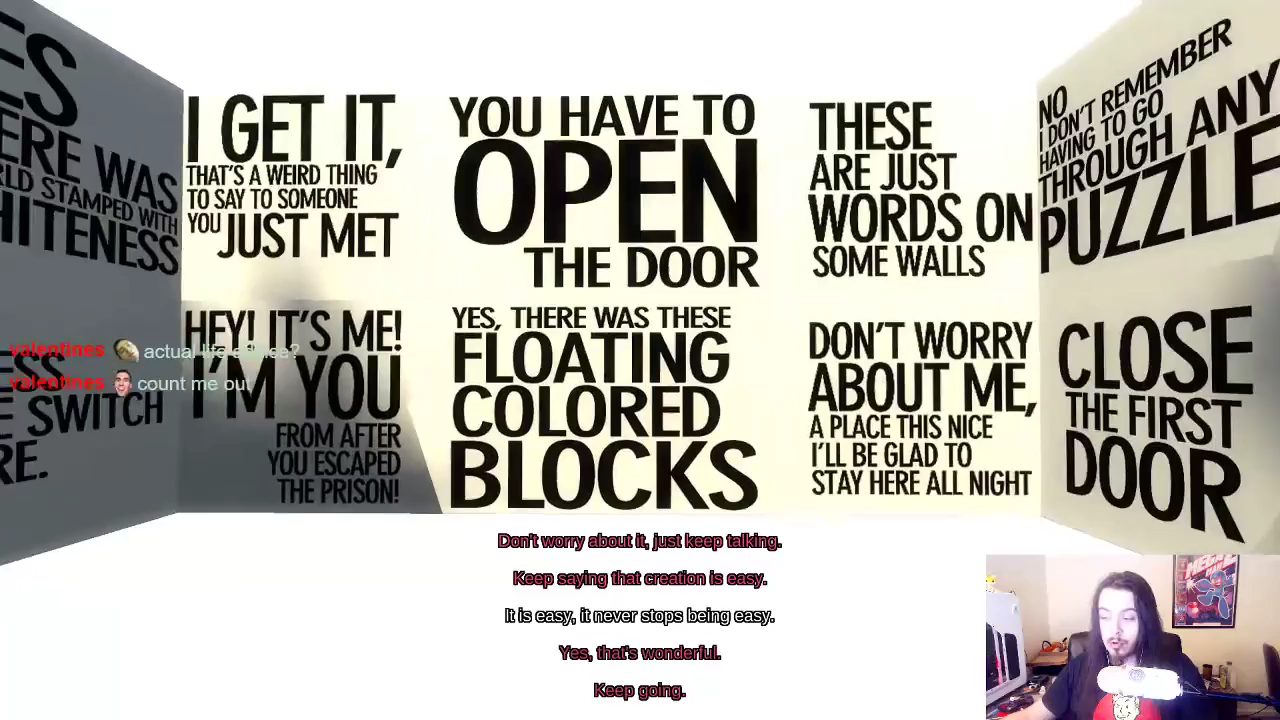 ES
ERE WAS
RLD STAMPED WITH
HITENESS
I GET IT,
THAT'S A WEIRD THING
TO SAY TO SOMEONE
YOU JUST MET
YOU HAVE TO
OPEN
THE DOOR
THESE
ARE JUST
WORDS ON
SOME WALLS
NO
I DON'T REMEMBER
HAVING TO GO
THROUGH ANY
PUZZLE
SWITCH
RE.
HEY! IT'S ME!
I'M YOU
FROM AFTER
YOU ESCAPED
THE PRISON!
YES, THERE WAS THESE
FLOATING
COLORED
BLOCKS
DON'T WORRY
ABOUT ME,
A PLACE THIS NICE
I'LL BE GLAD TO
STAY HERE ALL NIGHT
CLOSE
THE FIRST
DOOR
valentines actual life advice?
valentines count me out
Don't worry about it, just keep talking.
Keep saying that creation is easy.
It is easy, it never stops being easy.
Yes, that's wonderful.
Keep going.
MEGA